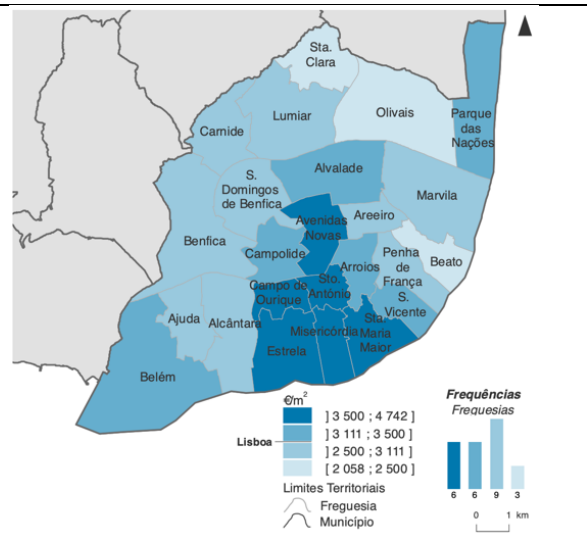 Sta.
Clara
Lumiar
Olivais
Carnide
Parque
das
Nações
Alvalade
S.
Domingos
de Benfica
Marvila
Areeiro
Avenidas
Novas
Benfica
Campolide
Arroios
Penha
de
França
Beato
Sto.
António
Campo de
Ourique
S.
Vicente
Ajuda
Alcântara
Misericórdia
Sta.
Maria
Maior
Estrela
Belém
€/m²
] 3 500 ; 4 742 ]
] 3 111 ; 3 500 ]
Lisboa
] 2 500 ; 3 111 ]
[ 2 058 ; 2 500 ]
Limites Territoriais
Freguesia
Município
Frequências
Freguesias
6 6 9 3
0 1 km